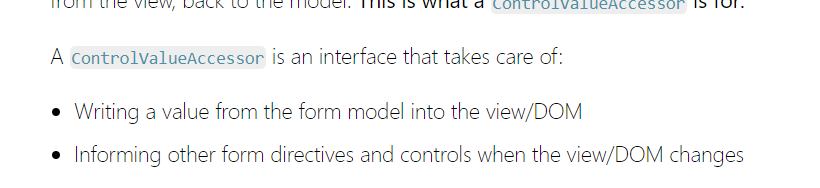 from the view, back to the model. This is what a ControlValueAccessor is for.
A ControlValueAccessor is an interface that takes care of:
• Writing a value from the form model into the view/DOM
• Informing other form directives and controls when the view/DOM changes